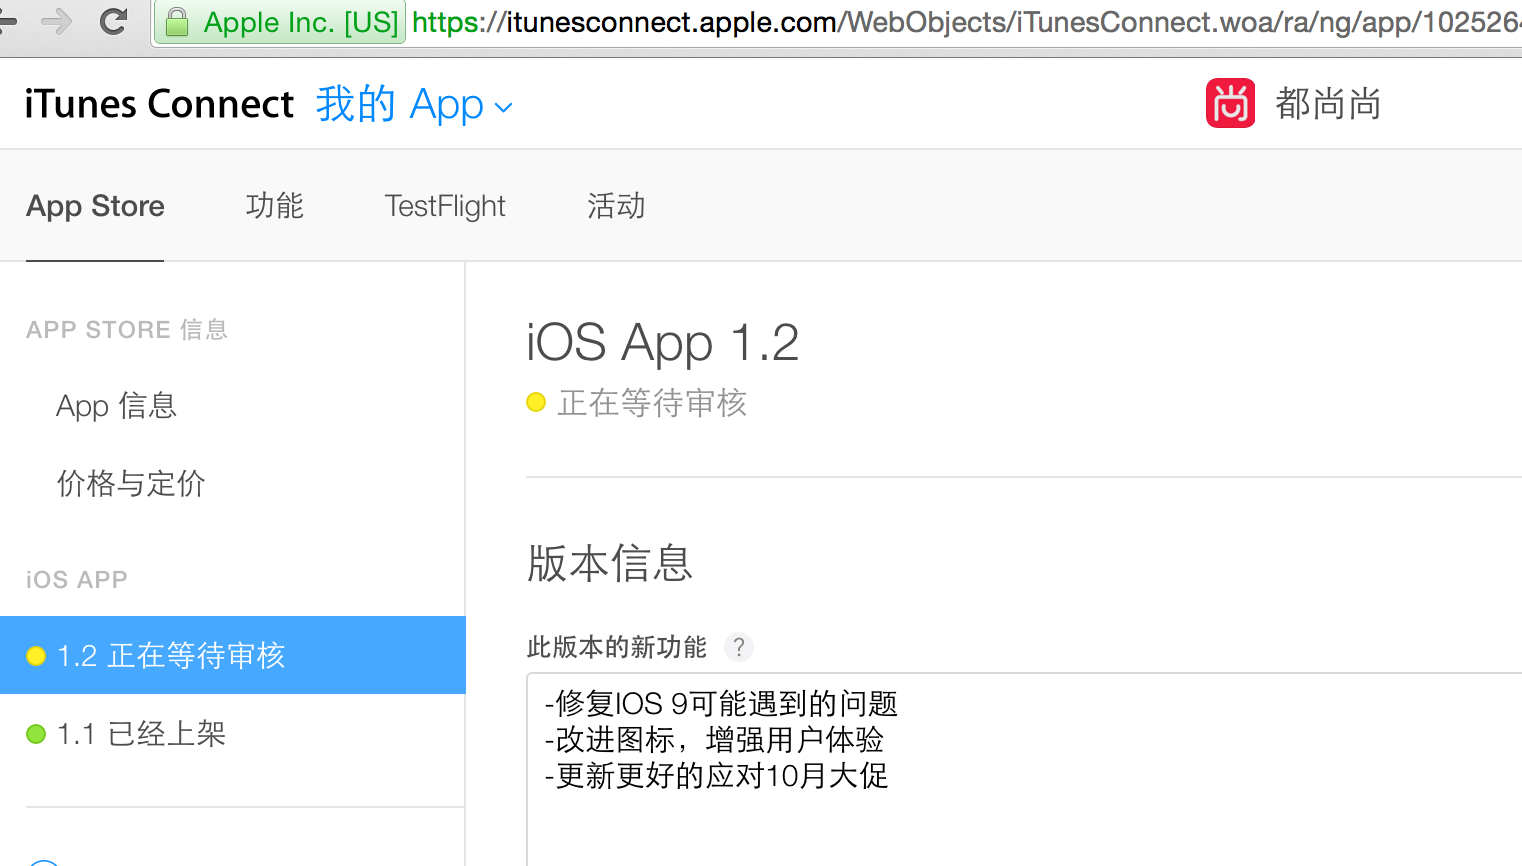 Apple Inc. [US] https://itunesconnect.apple.com/WebObjects/iTunesConnect.woa/ra/ng/app/102526
iTunes Connect 我的 App 尚 都尚尚
App Store 功能 TestFlight 活动
APP STORE 信息
App 信息
价格与定价
iOS APP
1.2 正在等待审核
1.1 已经上架
iOS App 1.2
正在等待审核
版本信息
此版本的新功能 ?
-修复IOS 9可能遇到的问题
-改进图标，增强用户体验
-更新更好的应对10月大促